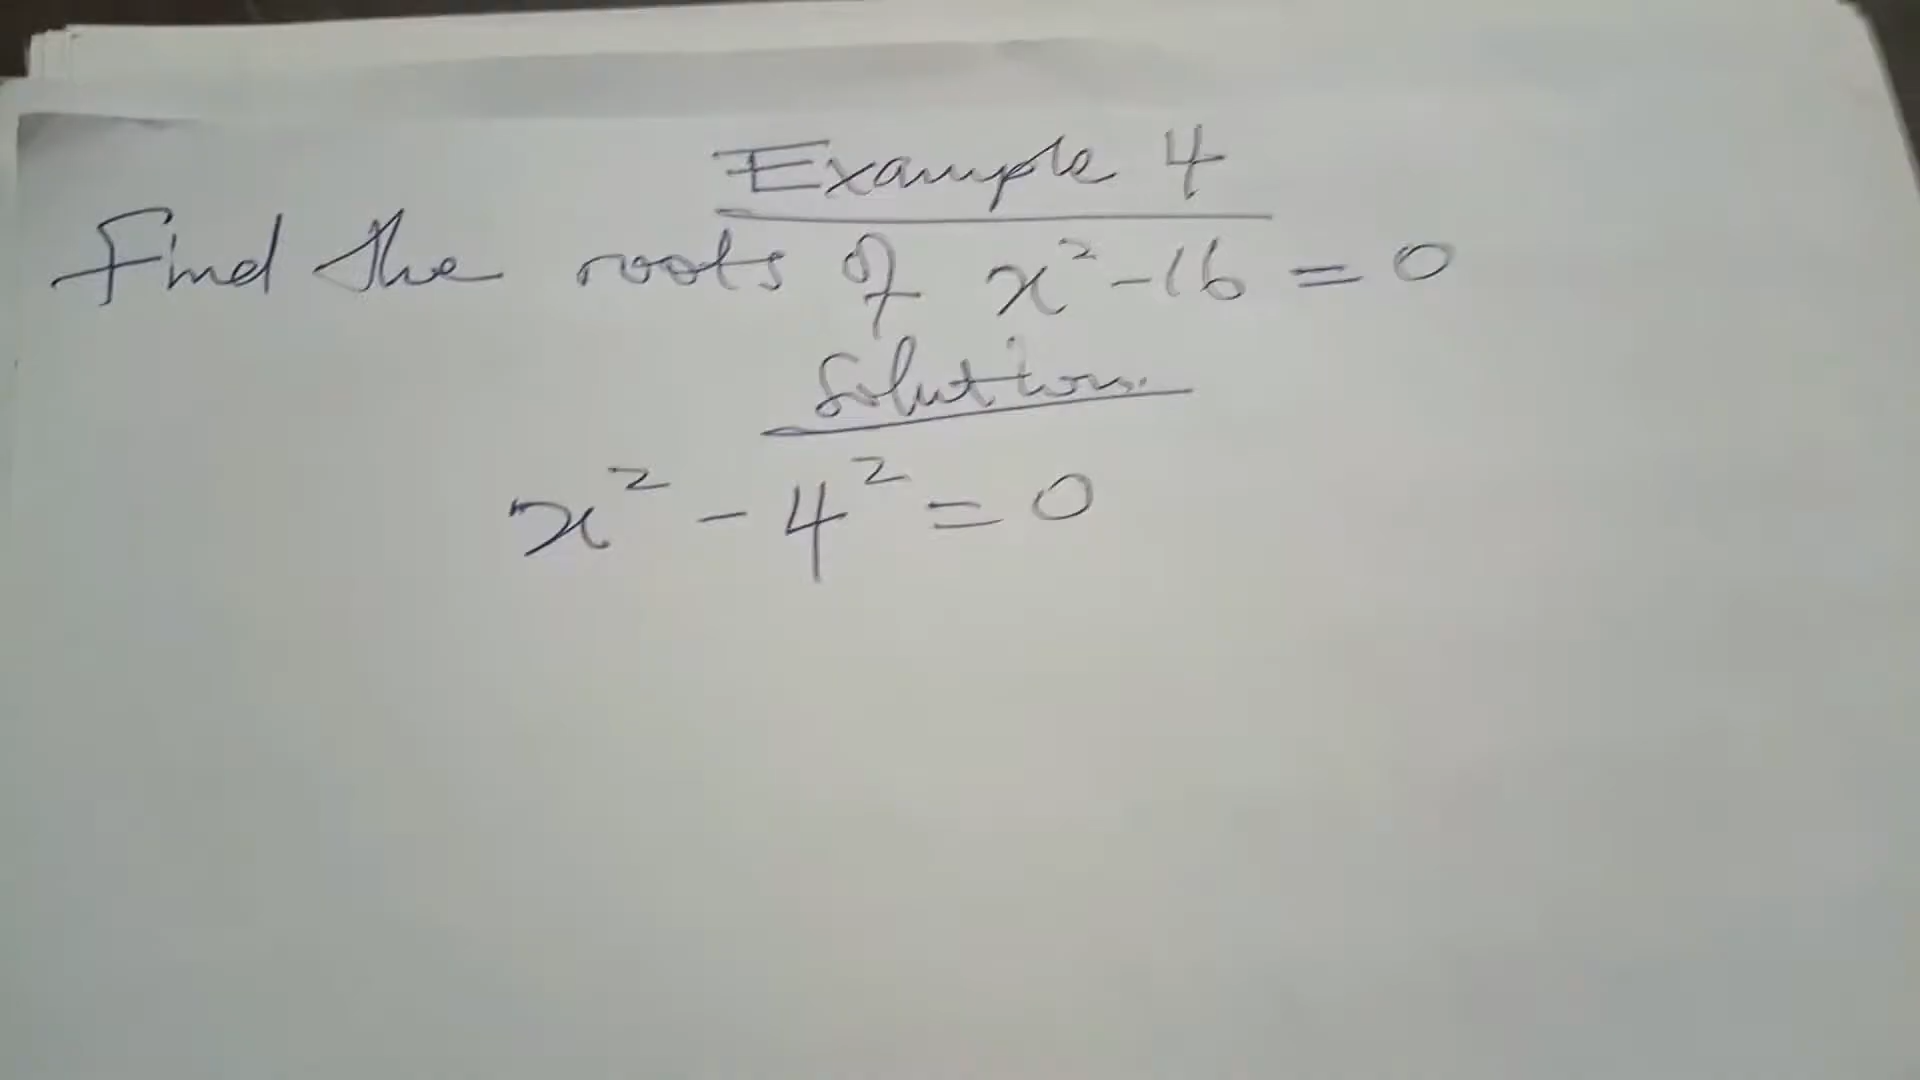 Example 4
Find the roots of x² - 16 = 0
Solution
x² - 4² = 0